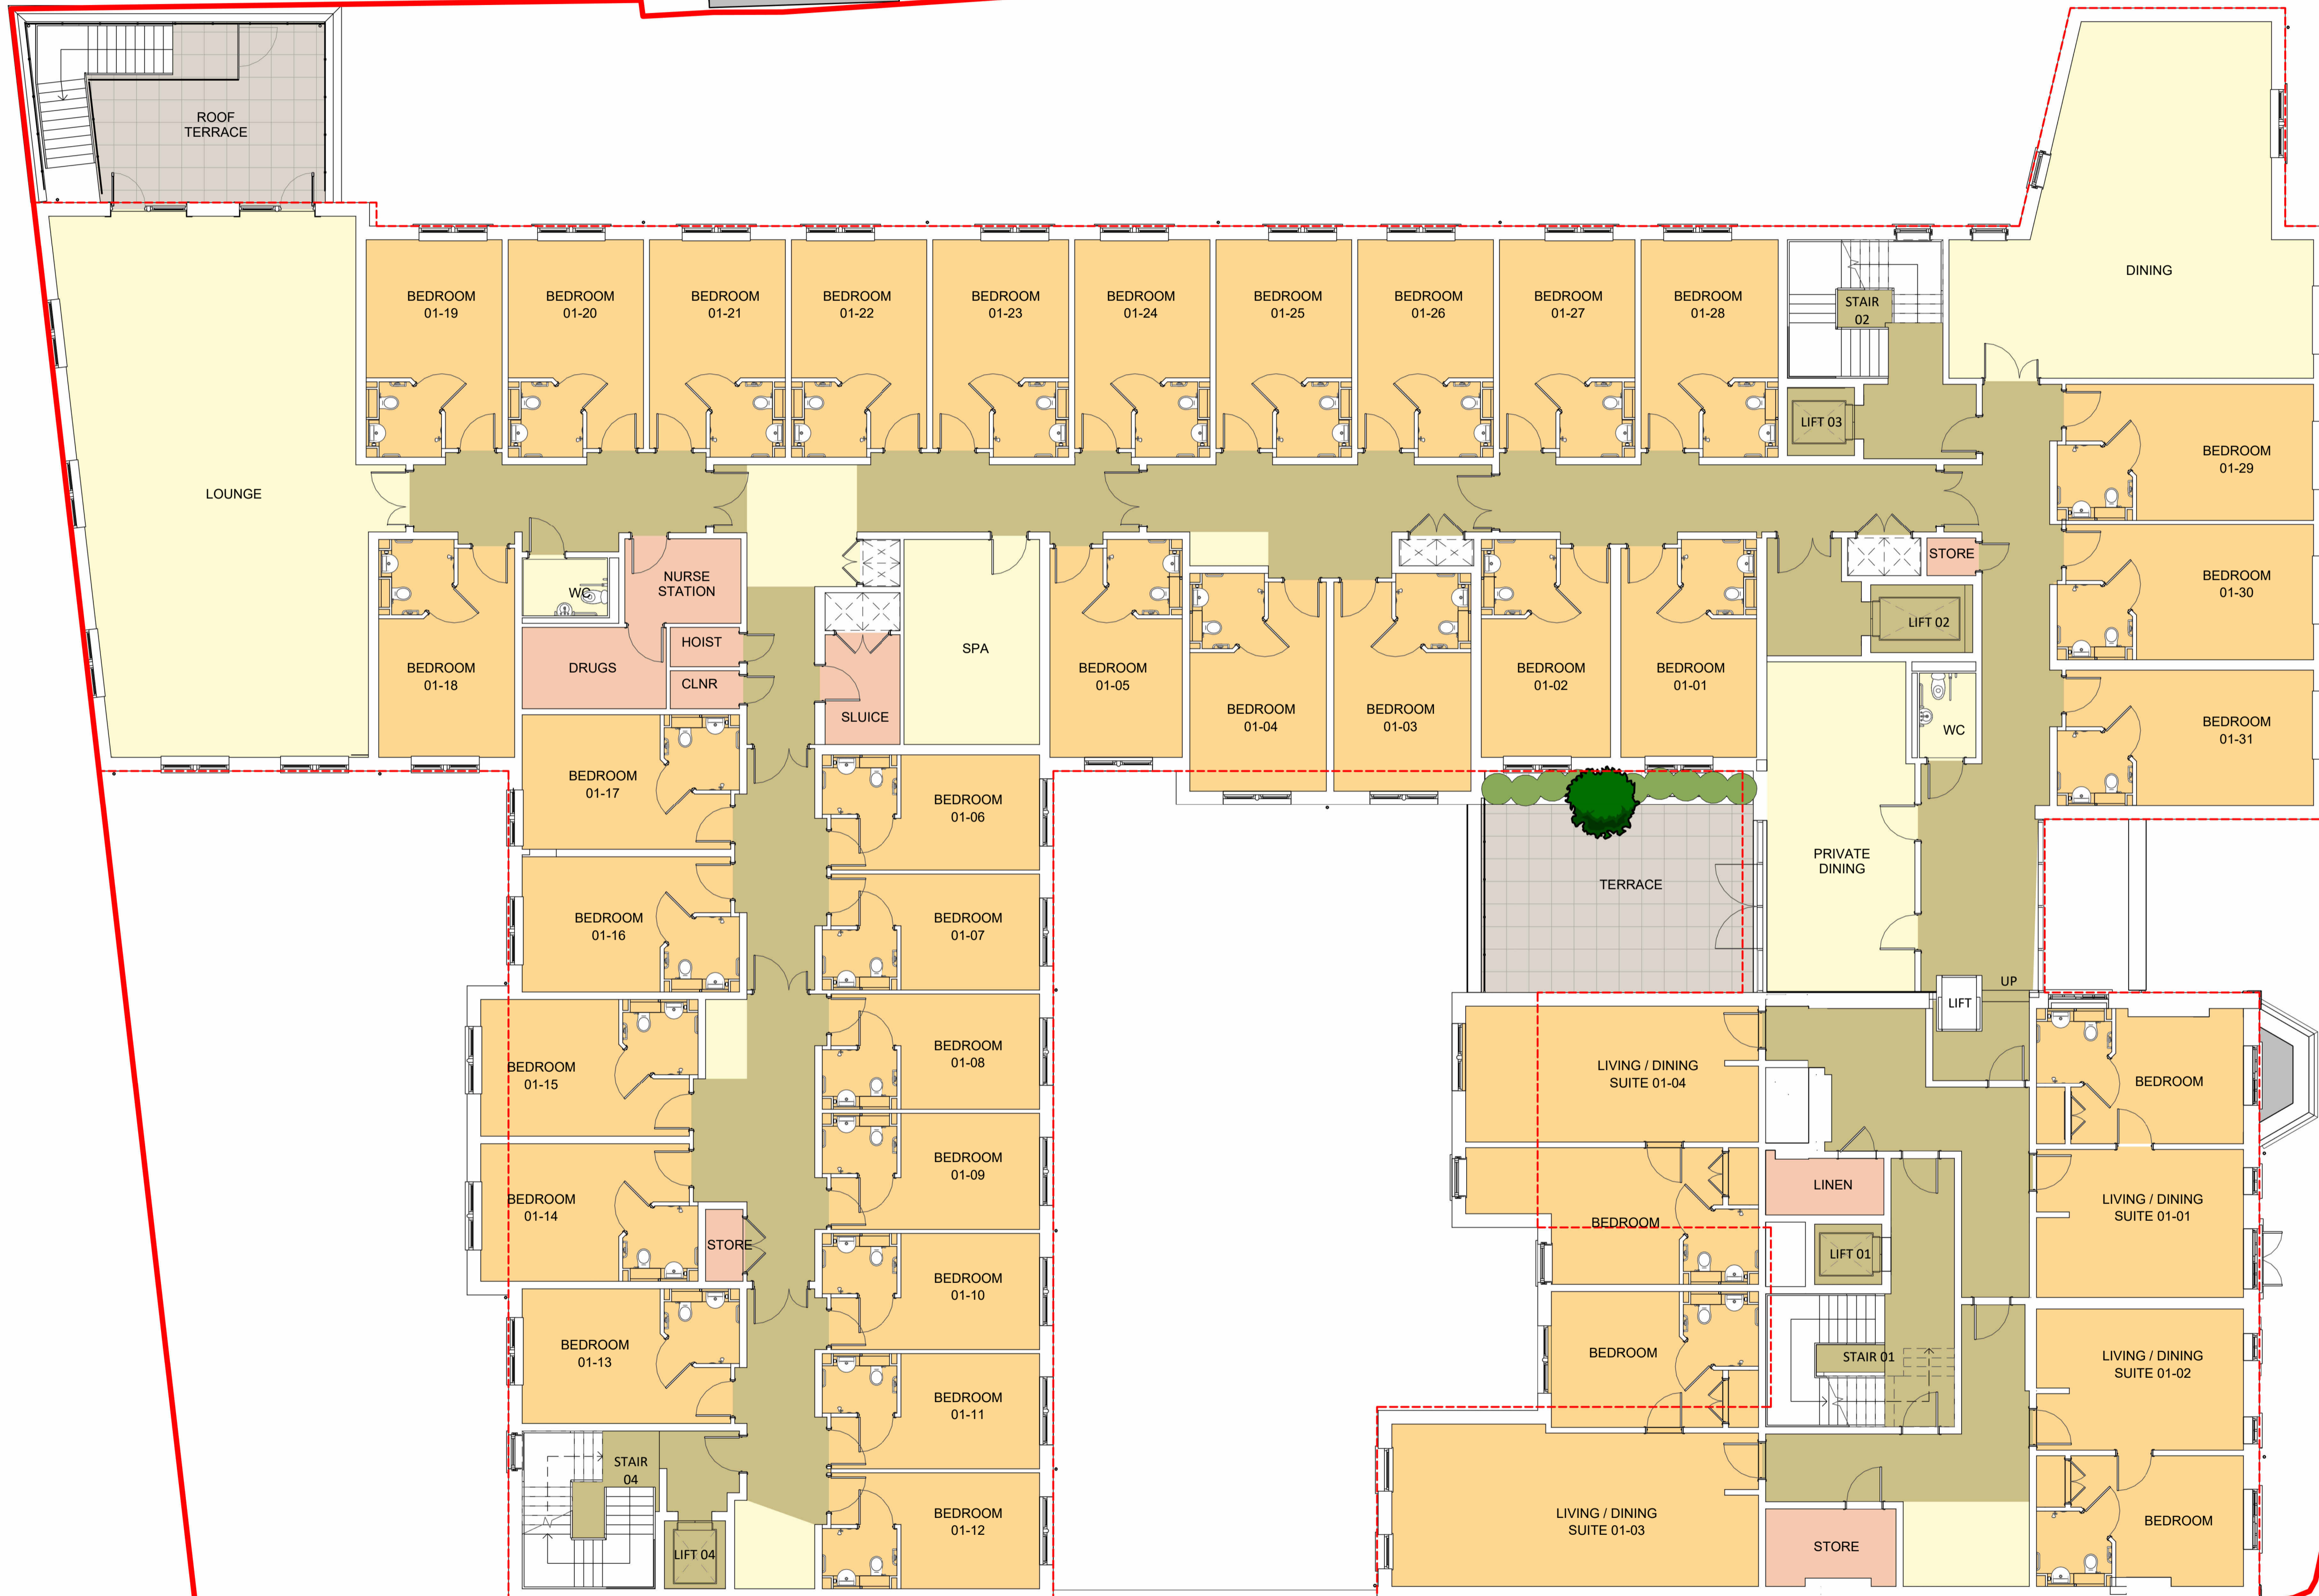 ROOF
TERRACE
DINING
BEDROOM
01-19
BEDROOM
01-20
BEDROOM
01-21
BEDROOM
01-22
BEDROOM
01-23
BEDROOM
01-24
BEDROOM
01-25
BEDROOM
01-26
BEDROOM
01-27
BEDROOM
01-28
STAIR
02
LIFT 03
LOUNGE
BEDROOM
01-29
BEDROOM
01-30
BEDROOM
01-31
STORE
LIFT 02
WC
NURSE
STATION
HOIST
DRUGS
CLNR
SLUICE
SPA
BEDROOM
01-18
BEDROOM
01-05
BEDROOM
01-04
BEDROOM
01-03
BEDROOM
01-02
BEDROOM
01-01
WC
BEDROOM
01-17
BEDROOM
01-06
BEDROOM
01-16
BEDROOM
01-07
TERRACE
PRIVATE
DINING
UP
LIFT
BEDROOM
01-15
BEDROOM
01-08
LIVING / DINING
SUITE 01-04
BEDROOM
BEDROOM
01-14
BEDROOM
01-09
LINEN
LIVING / DINING
SUITE 01-01
BEDROOM
STORE
BEDROOM
01-10
LIFT 01
BEDROOM
01-13
BEDROOM
01-11
BEDROOM
STAIR 01
LIVING / DINING
SUITE 01-02
STAIR
04
LIFT 04
BEDROOM
01-12
LIVING / DINING
SUITE 01-03
STORE
BEDROOM